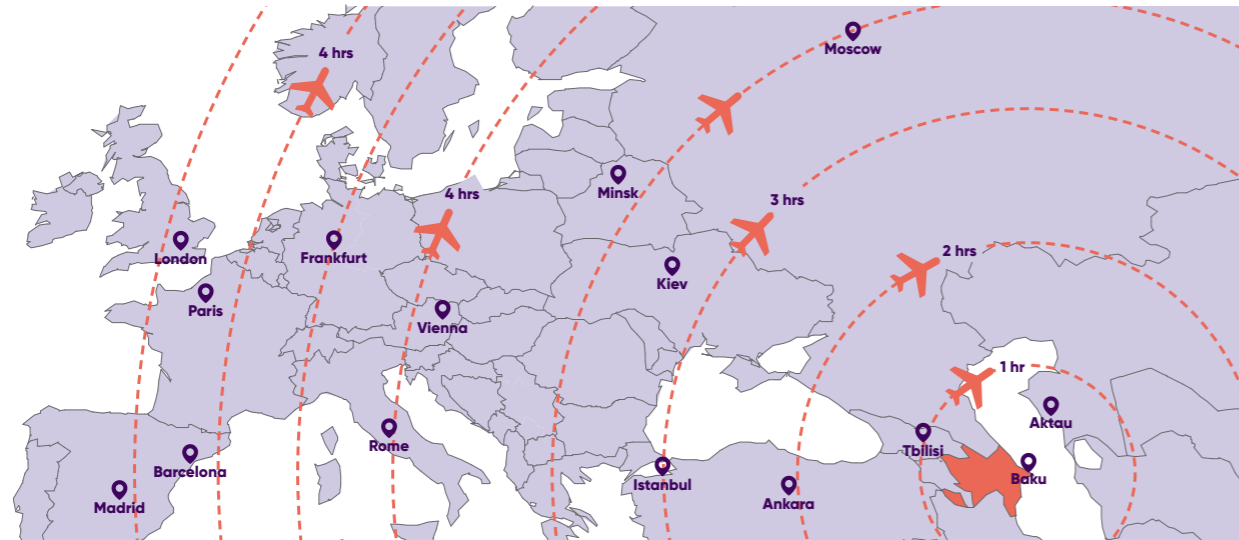 Moscow
4 hrs
Minsk
4 hrs
3 hrs
London
Frankfurt
2 hrs
Kiev
Paris
Vienna
1 hr
Aktau
Rome
Tbilisi
Barcelona
Baku
Istanbul
Ankara
Madrid